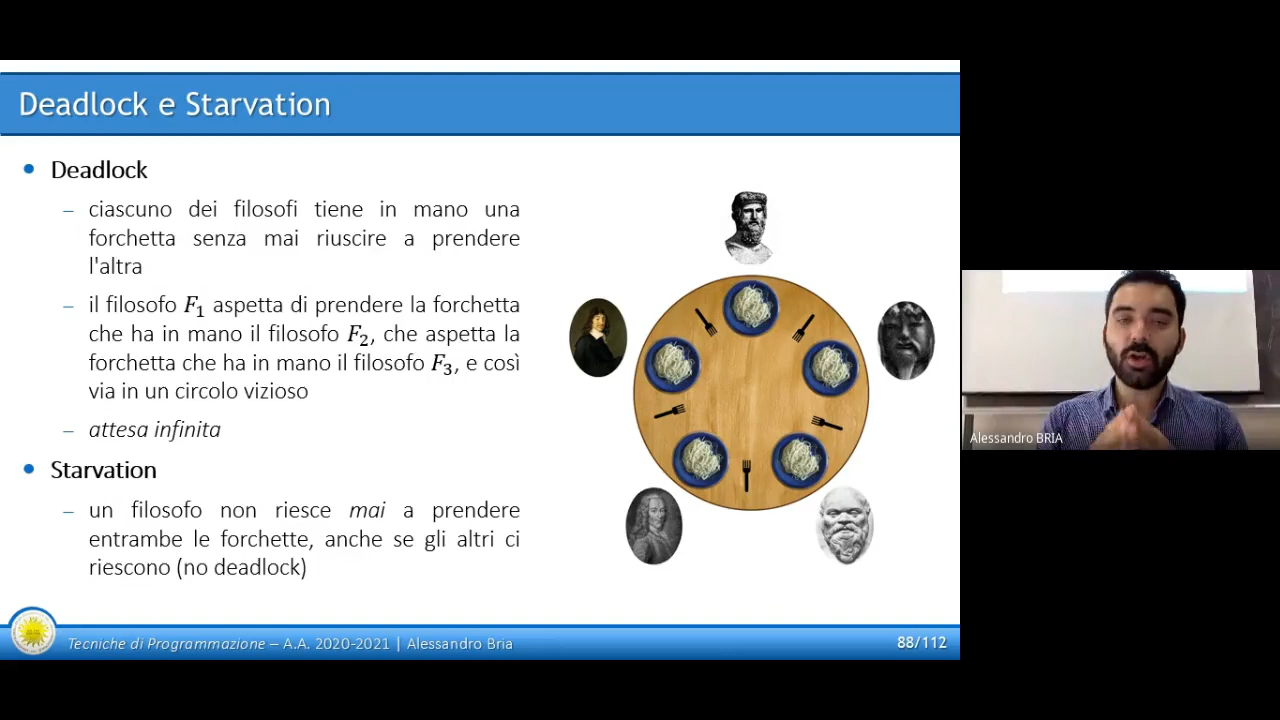 Deadlock e Starvation
Deadlock
– ciascuno dei filosofi tiene in mano una
forchetta senza mai riuscire a prendere
l'altra
– il filosofo F₁ aspetta di prendere la forchetta
che ha in mano il filosofo F₂, che aspetta la
forchetta che ha in mano il filosofo F₃, e così
via in un circolo vizioso
– attesa infinita
Starvation
– un filosofo non riesce mai a prendere
entrambe le forchette, anche se gli altri ci
riescono (no deadlock)
Alessandro BRIA
Tecniche di Programmazione – A.A. 2020-2021 | Alessandro Bria
88/112